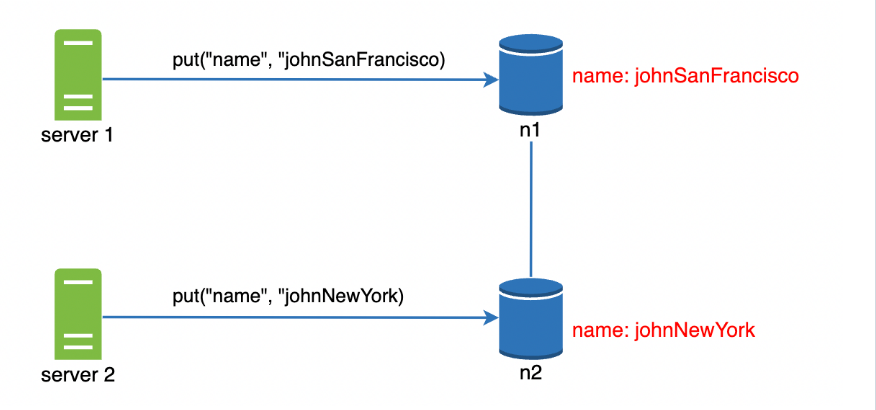 put("name", "johnSanFrancisco)
name: johnSanFrancisco
server 1
n1
put("name", "johnNewYork)
name: johnNewYork
server 2
n2